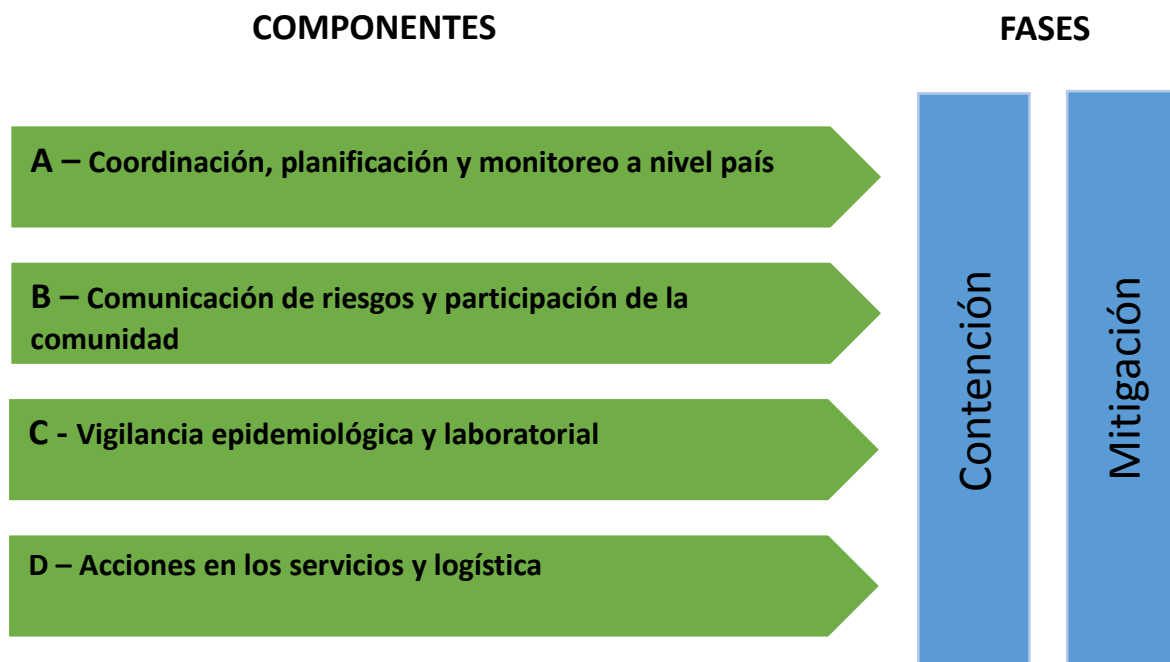 COMPONENTES
FASES
A – Coordinación, planificación y monitoreo a nivel país
B – Comunicación de riesgos y participación de la
comunidad
C - Vigilancia epidemiológica y laboratorial
D – Acciones en los servicios y logística
Contención
Mitigación